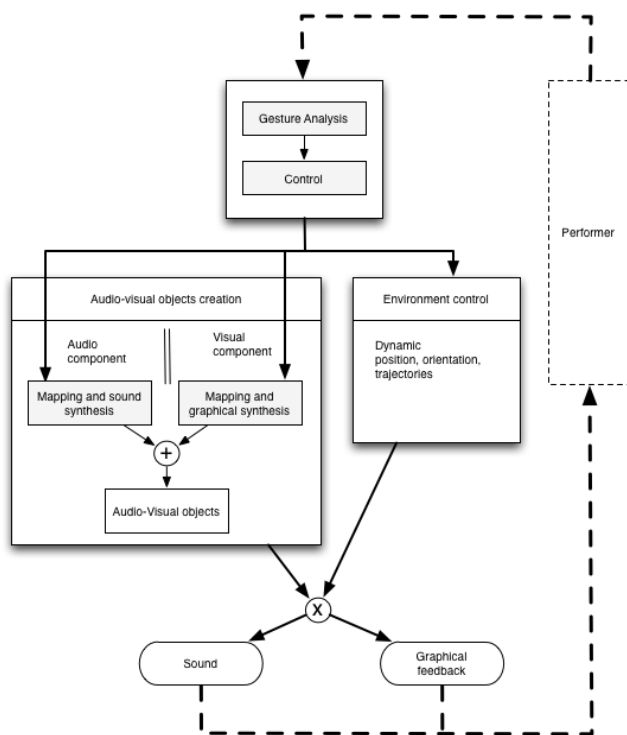 Gesture Analysis
Control
Performer
Audio-visual objects creation
Environment control
Audio
component
Visual
component
Dynamic
position, orientation,
trajectories
Mapping and sound
synthesis
Mapping and
graphical synthesis
+
Audio-Visual objects
X
Sound
Graphical
feedback